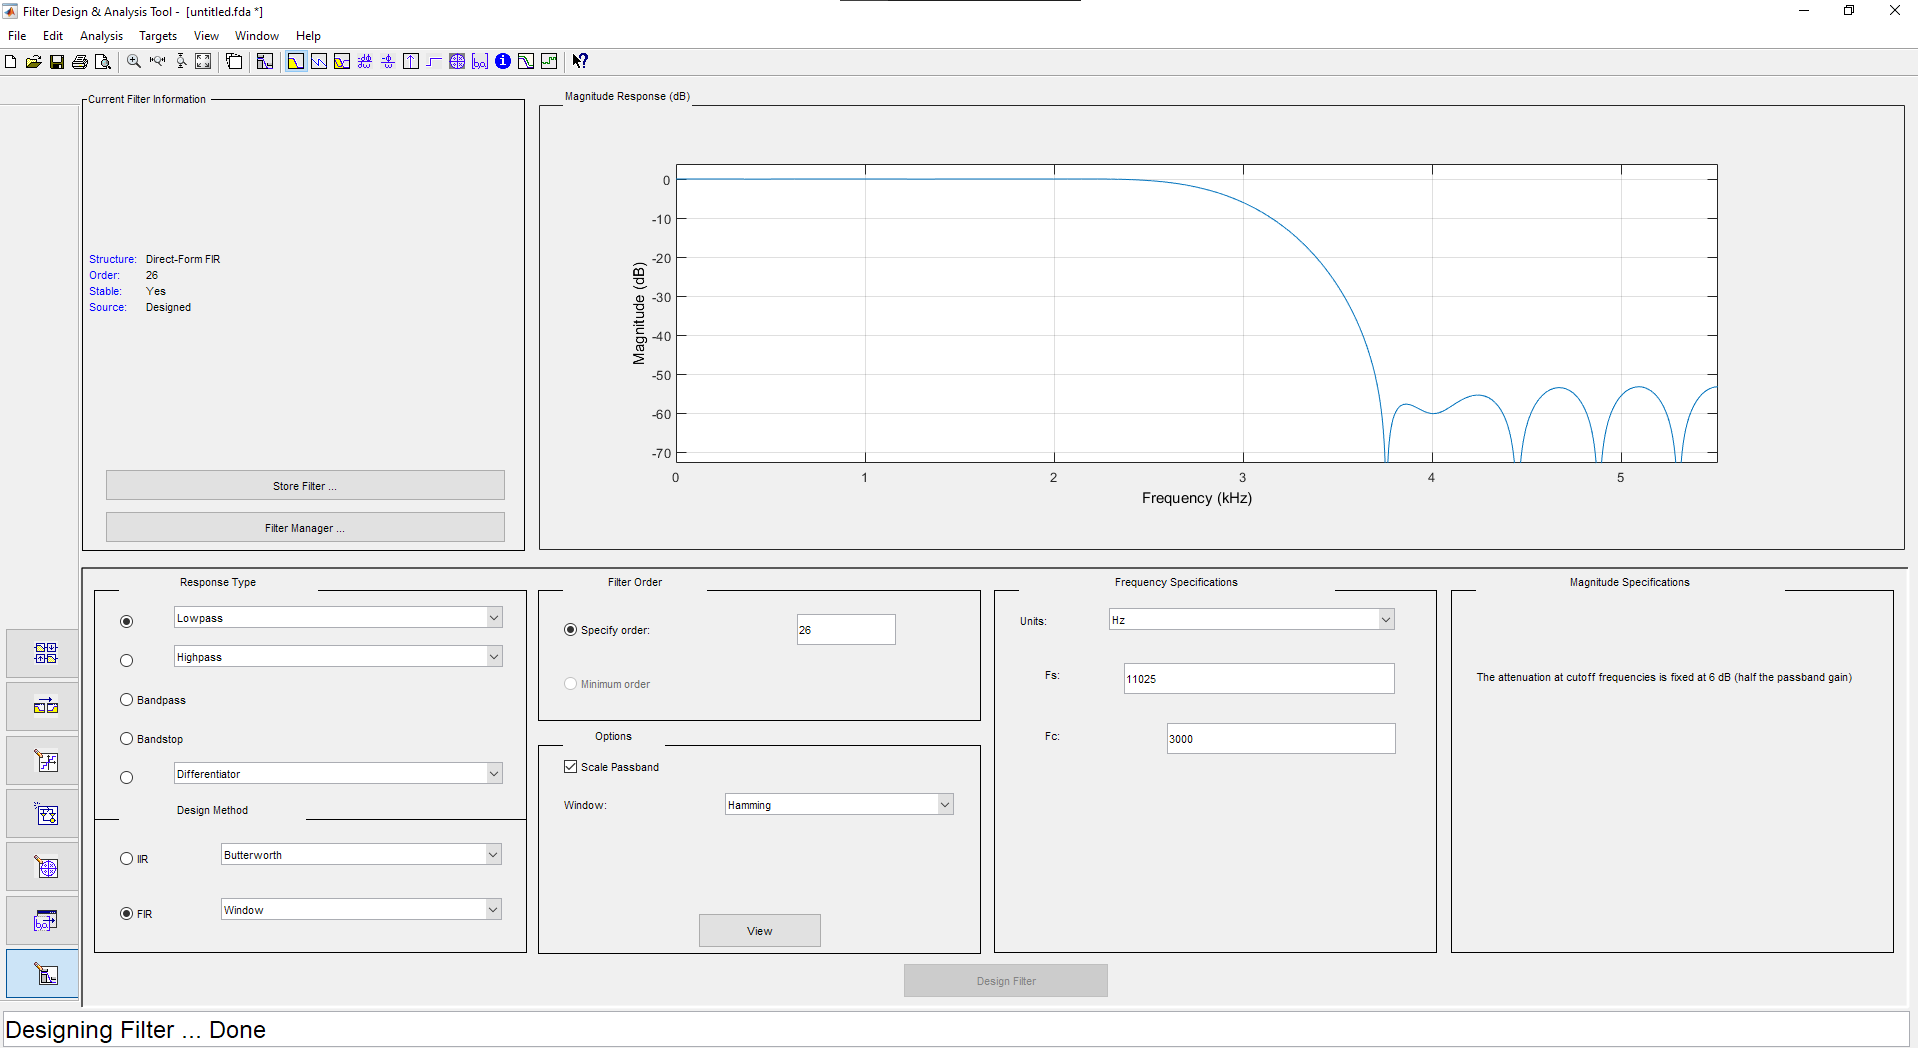 Filter Design & Analysis Tool - [untitled.fda *]
File Edit Analysis Targets View Window Help
Current Filter Information
Structure: Direct-Form FIR
Order: 26
Stable: Yes
Source: Designed
Store Filter ...
Filter Manager ...
Magnitude Response (dB)
0
-10
-20
-30
-40
-50
-60
-70
Magnitude (dB)
0 1 2 3 4 5
Frequency (kHz)
Response Type
Lowpass
Highpass
Bandpass
Bandstop
Differentiator
Design Method
IIR Butterworth
FIR Window
Filter Order
Specify order: 26
Minimum order
Options
Scale Passband
Window: Hamming
View
Frequency Specifications
Units: Hz
Fs: 11025
Fc: 3000
Magnitude Specifications
The attenuation at cutoff frequencies is fixed at 6 dB (half the passband gain)
Design Filter
Designing Filter ... Done